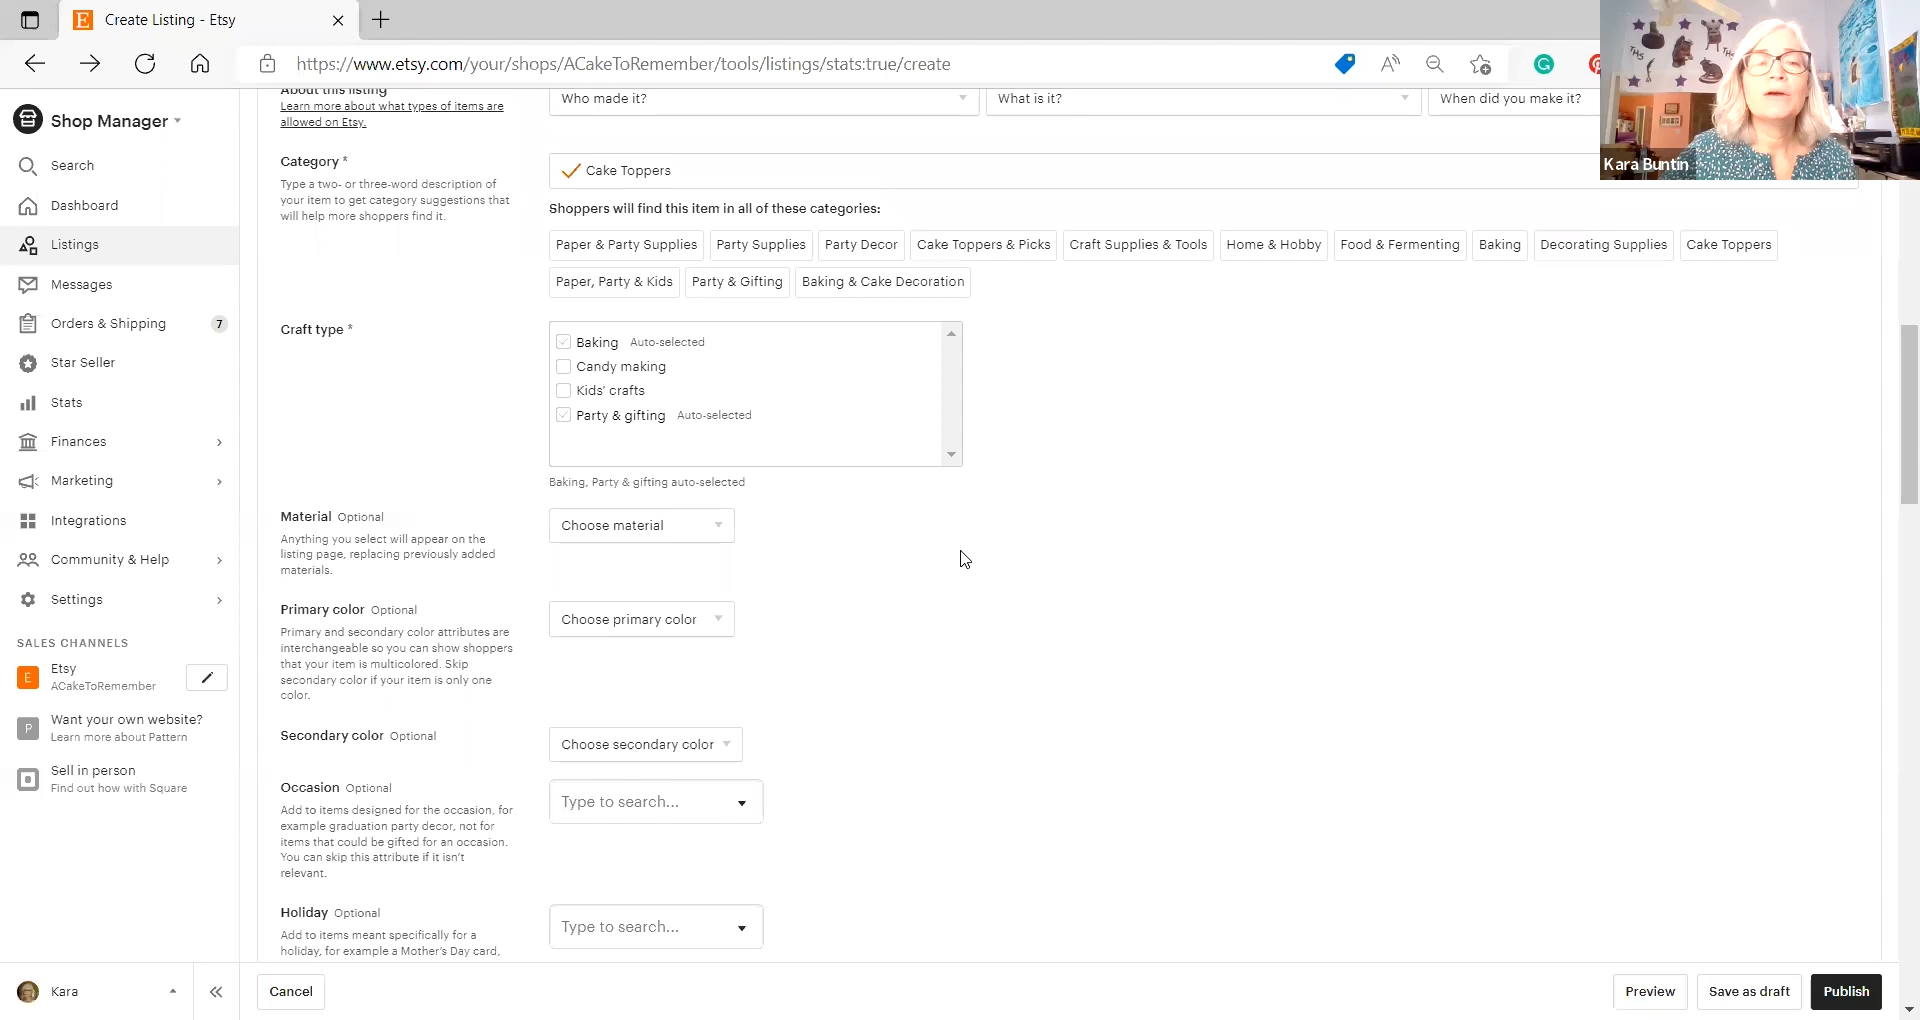 Create Listing - Etsy
https://www.etsy.com/your/shops/ACakeToRemember/tools/listings/stats:true/create
Kara Buntin
Shop Manager
Search
Dashboard
Listings
Messages
Orders & Shipping 7
Star Seller
Stats
Finances
Marketing
Integrations
Community & Help
Settings
SALES CHANNELS
E Etsy
ACakeToRemember
P Want your own website?
Learn more about Pattern
Sell in person
Find out how with Square
Kara
About this listing
Learn more about what types of items are
allowed on Etsy.
Who made it? What is it? When did you make it?
Category *
Type a two- or three-word description of
your item to get category suggestions that
will help more shoppers find it.
Cake Toppers
Shoppers will find this item in all of these categories:
Paper & Party Supplies Party Supplies Party Decor Cake Toppers & Picks Craft Supplies & Tools Home & Hobby Food & Fermenting Baking Decorating Supplies Cake Toppers
Paper, Party & Kids Party & Gifting Baking & Cake Decoration
Craft type *
Baking Auto-selected
Candy making
Kids' crafts
Party & gifting Auto-selected
Baking, Party & gifting auto-selected
Material Optional
Anything you select will appear on the
listing page, replacing previously added
materials.
Choose material
Primary color Optional
Primary and secondary color attributes are
interchangeable so you can show shoppers
that your item is multicolored. Skip
secondary color if your item is only one
color.
Choose primary color
Secondary color Optional
Choose secondary color
Occasion Optional
Add to items designed for the occasion, for
example graduation party decor, not for
items that could be gifted for an occasion.
You can skip this attribute if it isn't
relevant.
Type to search...
Holiday Optional
Add to items meant specifically for a
holiday, for example a Mother's Day card,
Type to search...
Cancel Preview Save as draft Publish